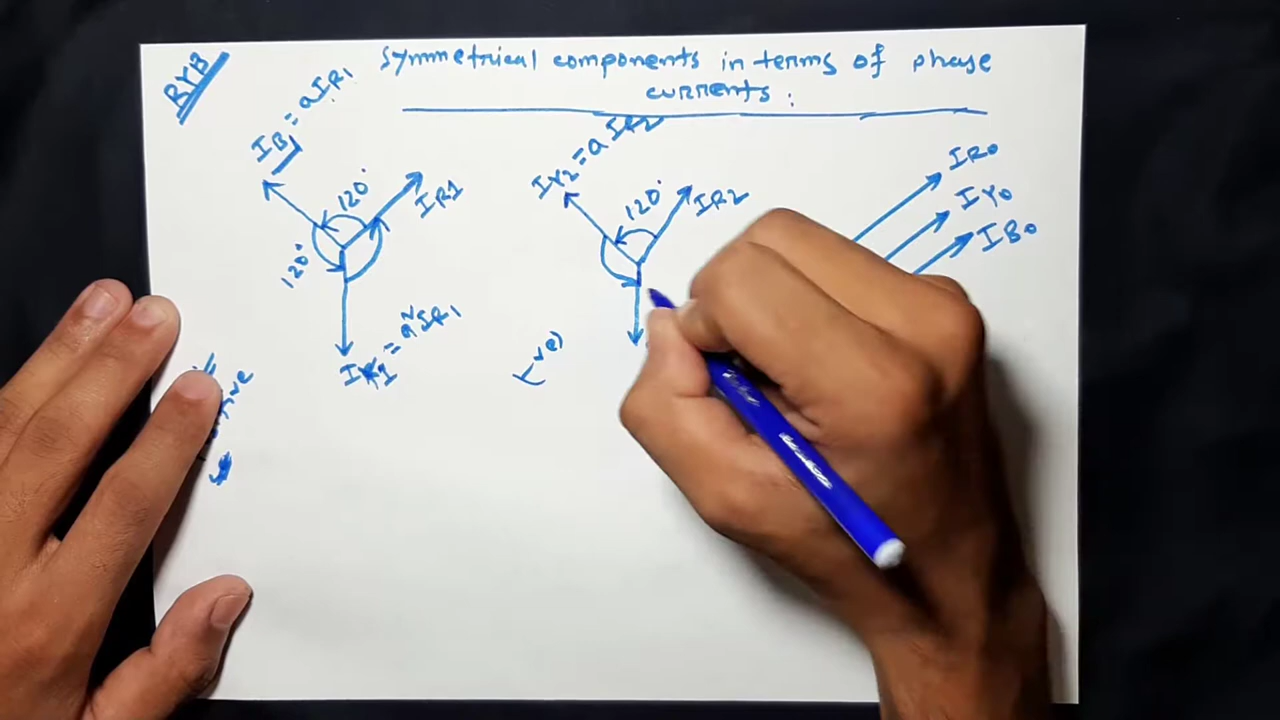 RYB
Symmetrical components in terms of phase
currents:
IB1 = aIR1
120°
IR1
120°
IY1 = a²IR1
IY2 = aIR2
120°
IR2
(-ve)
IR0
IY0
IB0